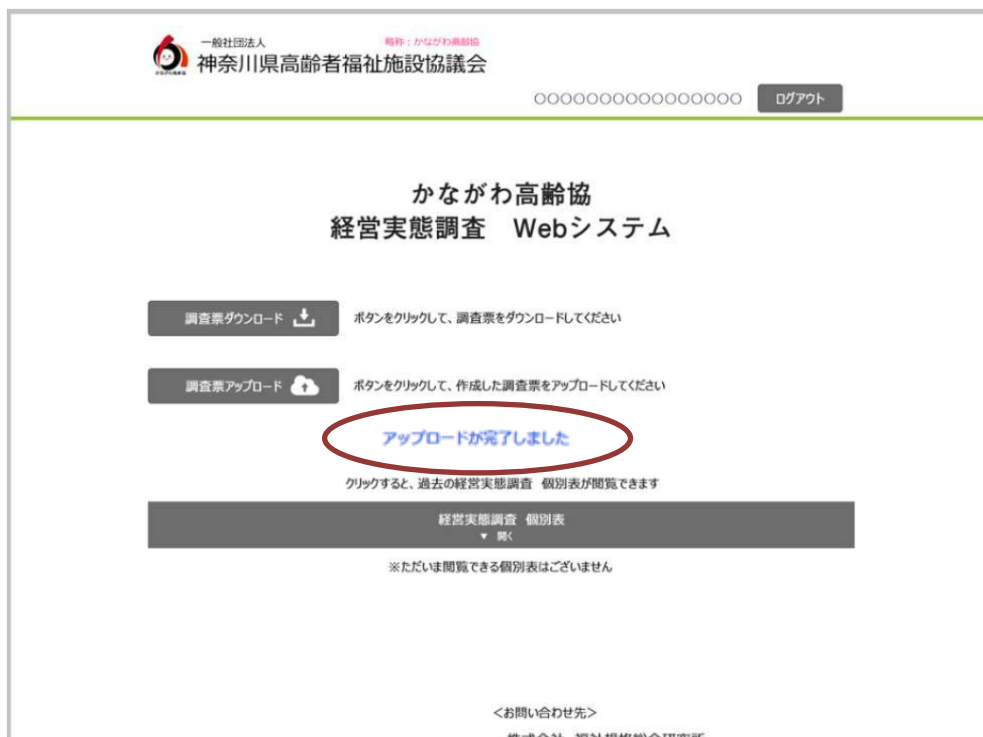 一般社団法人
略称：かながわ高齢協
神奈川県高齢者福祉施設協議会
かながわ高齢協
○○○○○○○○○○○○○○○○
ログアウト
かながわ高齢協
経営実態調査　Webシステム
調査票ダウンロード
ボタンをクリックして、調査票をダウンロードしてください
調査票アップロード
ボタンをクリックして、作成した調査票をアップロードしてください
アップロードが完了しました
クリックすると、過去の経営実態調査　個別表が閲覧できます
経営実態調査　個別表
▼ 開く
※ただいま閲覧できる個別表はございません
＜お問い合わせ先＞